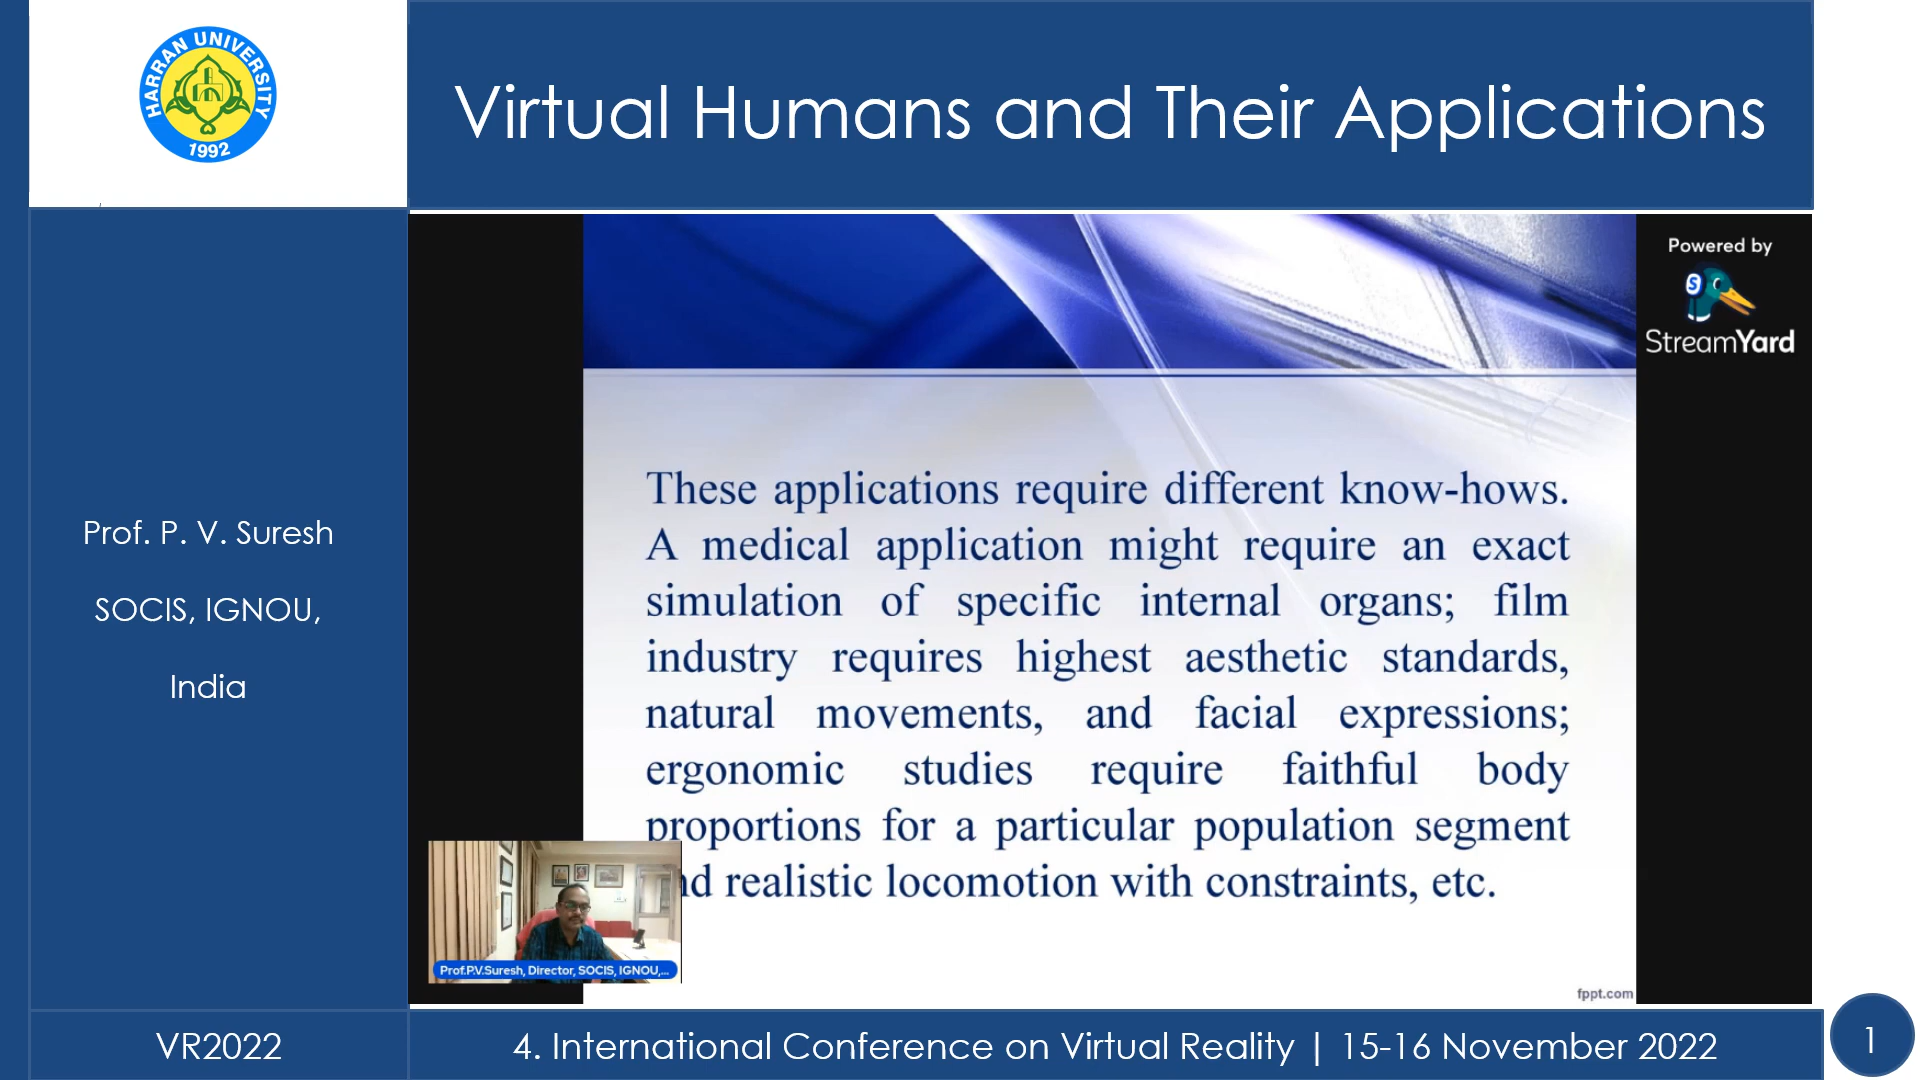 HARRAN UNIVERSITY
1992
Virtual Humans and Their Applications
Prof. P. V. Suresh
SOCIS, IGNOU,
India
Powered by
S
StreamYard
These applications require different know-hows.
A medical application might require an exact
simulation of specific internal organs; film
industry requires highest aesthetic standards,
natural movements, and facial expressions;
ergonomic studies require faithful body
proportions for a particular population segment
nd realistic locomotion with constraints, etc.
Prof.P.V.Suresh, Director, SOCIS, IGNOU,...
fppt.com
VR2022
4. International Conference on Virtual Reality | 15-16 November 2022
1